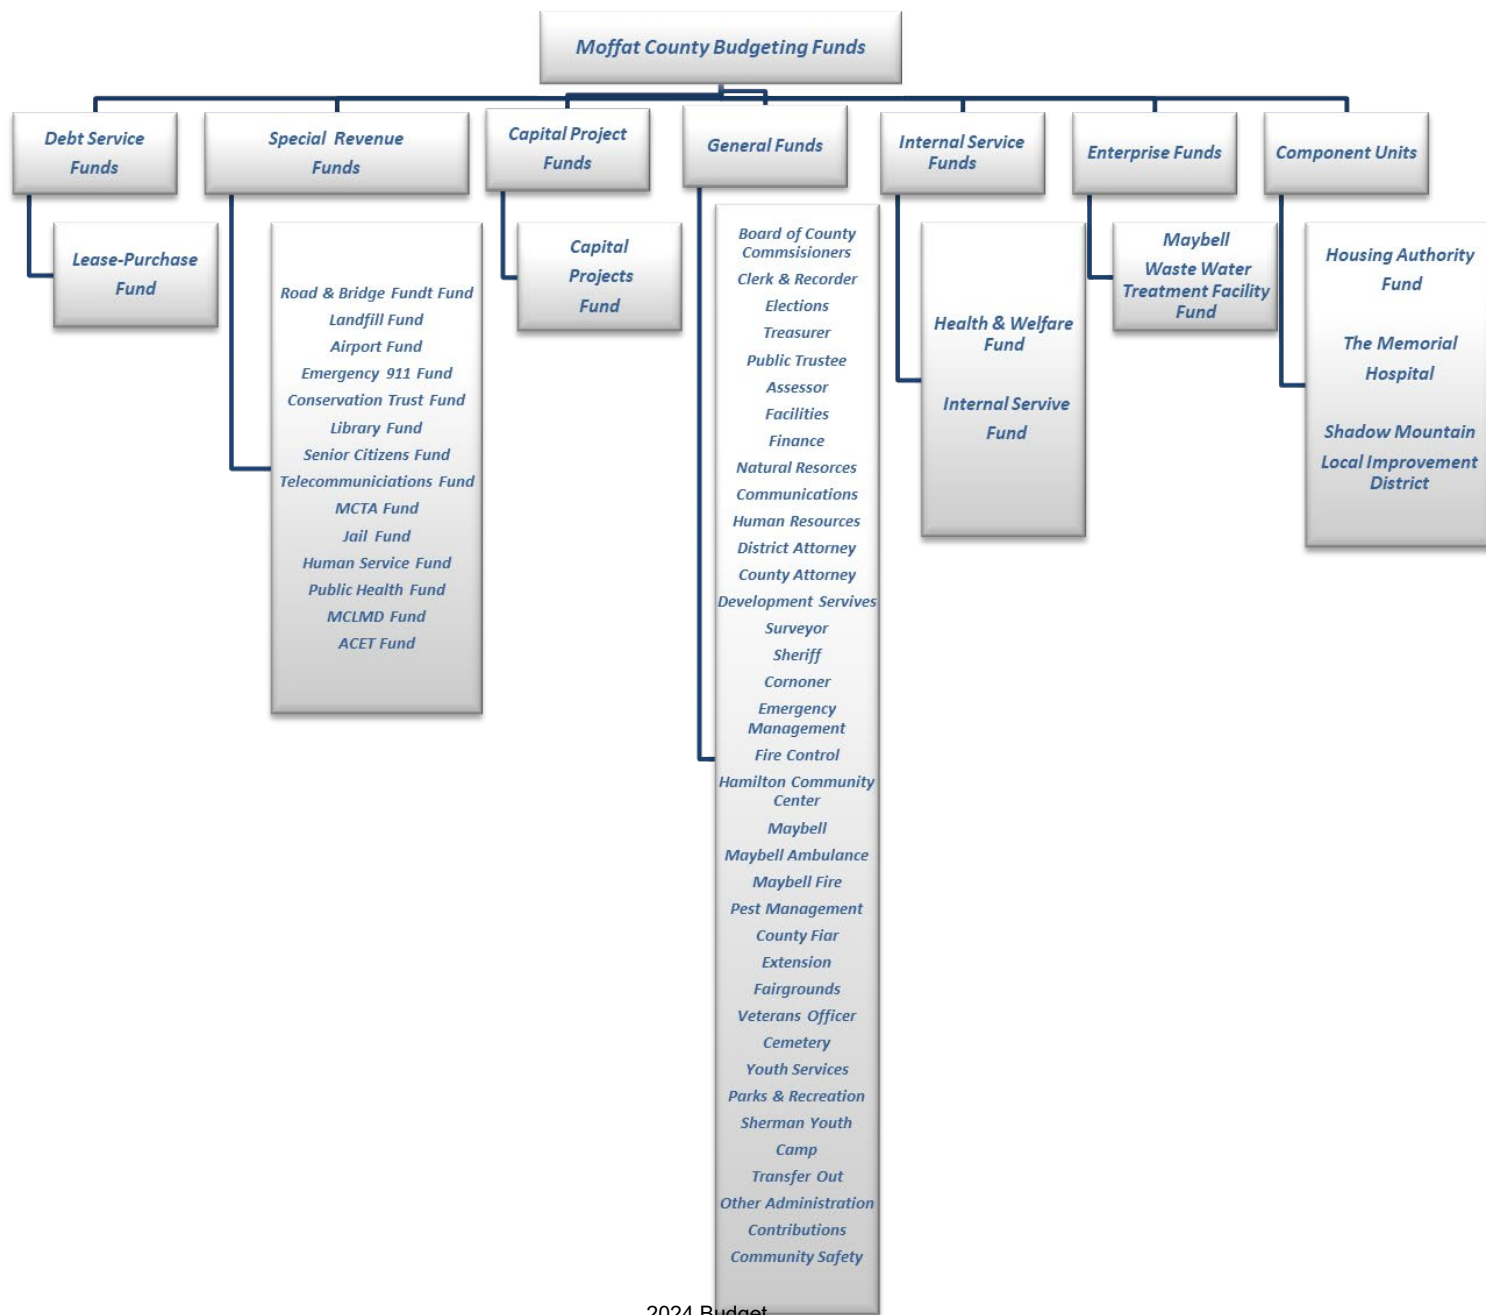 Moffat County Budgeting Funds
Debt Service
Funds
Lease-Purchase
Fund
Special Revenue
Funds
Road & Bridge Fundt Fund
Landfill Fund
Airport Fund
Emergency 911 Fund
Conservation Trust Fund
Library Fund
Senior Citizens Fund
Telecommuniciations Fund
MCTA Fund
Jail Fund
Human Service Fund
Public Health Fund
MCLMD Fund
ACET Fund
Capital Project
Funds
Capital
Projects
Fund
General Funds
Board of County
Commsisioners
Clerk & Recorder
Elections
Treasurer
Public Trustee
Assessor
Facilities
Finance
Natural Resorces
Communications
Human Resources
District Attorney
County Attorney
Development Servives
Surveyor
Sheriff
Cornoner
Emergency
Management
Fire Control
Hamilton Community
Center
Maybell
Maybell Ambulance
Maybell Fire
Pest Management
County Fiar
Extension
Fairgrounds
Veterans Officer
Cemetery
Youth Services
Parks & Recreation
Sherman Youth
Camp
Transfer Out
Other Administration
Contributions
Community Safety
Internal Service
Funds
Health & Welfare
Fund
Internal Servive
Fund
Enterprise Funds
Maybell
Waste Water
Treatment Facility
Fund
Component Units
Housing Authority
Fund
The Memorial
Hospital
Shadow Mountain
Local Improvement
District
2024 Budget